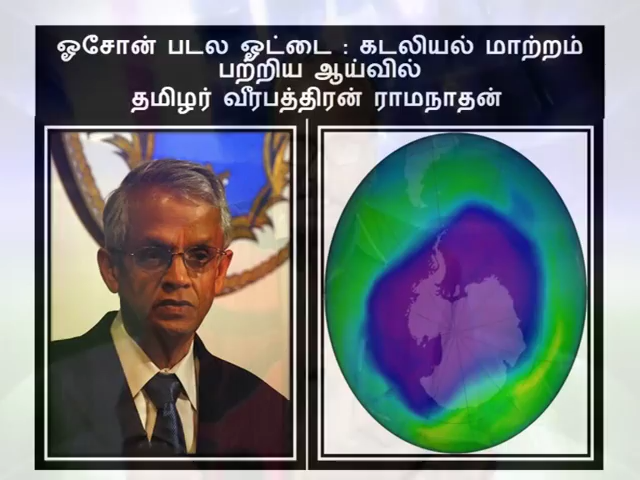 ஓசோன் படல ஓட்டை : கடலியல் மாற்றம்
பற்றிய ஆய்வில்
தமிழர் வீரபத்திரன் ராமநாதன்